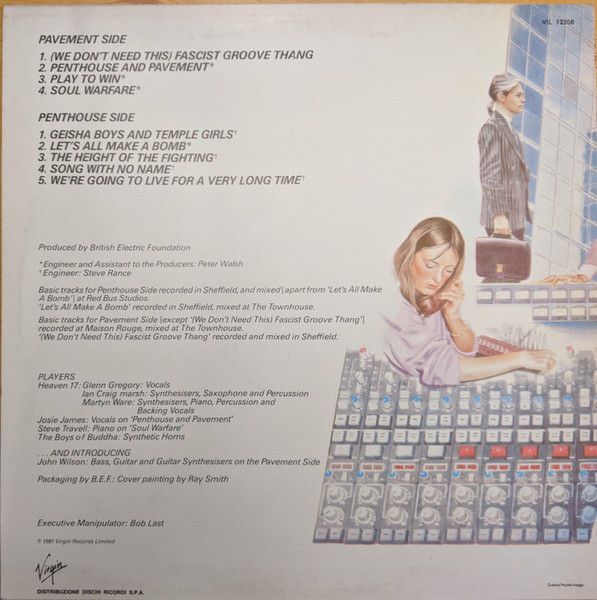 VIL 12208
PAVEMENT SIDE
1. (WE DON'T NEED THIS) FASCIST GROOVE THANG
2. PENTHOUSE AND PAVEMENT*
3. PLAY TO WIN*
4. SOUL WARFARE*
PENTHOUSE SIDE
1. GEISHA BOYS AND TEMPLE GIRLS†
2. LET'S ALL MAKE A BOMB*
3. THE HEIGHT OF THE FIGHTING†
4. SONG WITH NO NAME†
5. WE'RE GOING TO LIVE FOR A VERY LONG TIME†
Produced by British Electric Foundation
*Engineer and Assistant to the Producers: Peter Walsh
†Engineer: Steve Rance
Basic tracks for Penthouse Side recorded in Sheffield, and mixed (apart from 'Let's All Make
A Bomb') at Red Bus Studios.
'Let's All Make A Bomb' recorded in Sheffield, mixed at The Townhouse.
Basic tracks for Pavement Side (except '(We Don't Need This) Fascist Groove Thang')
recorded at Maison Rouge, mixed at The Townhouse.
'(We Don't Need This) Fascist Groove Thang' recorded and mixed in Sheffield.
PLAYERS
Heaven 17: Glenn Gregory: Vocals
Ian Craig marsh: Synthesisers, Saxophone and Percussion
Martyn Ware: Synthesisers, Piano, Percussion and
Backing Vocals
Josie James: Vocals on 'Penthouse and Pavement'
Steve Travell: Piano on 'Soul Warfare'
The Boys of Buddha: Synthetic Horns
. . . AND INTRODUCING
John Wilson: Bass, Guitar and Guitar Synthesisers on the Pavement Side
Packaging by B.E.F.: Cover painting by Ray Smith
Executive Manipulator: Bob Last
℗ 1981 Virgin Records Limited
Virgin
DISTRIBUZIONE DISCHI RICORDI S.P.A.